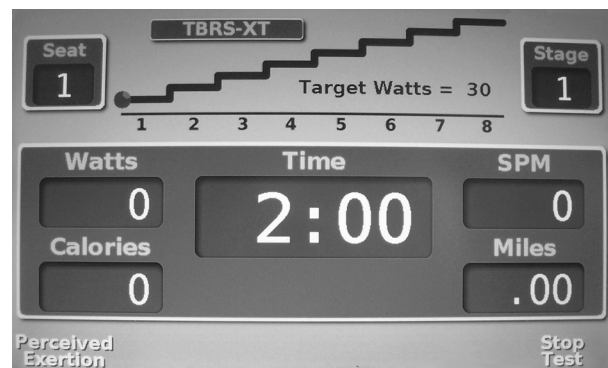 TBRS-XT
Seat
1
Stage
1
Target Watts = 30
1 2 3 4 5 6 7 8
Watts
0
Time
2:00
SPM
0
Calories
0
Miles
.00
Perceived
Exertion
Stop
Test